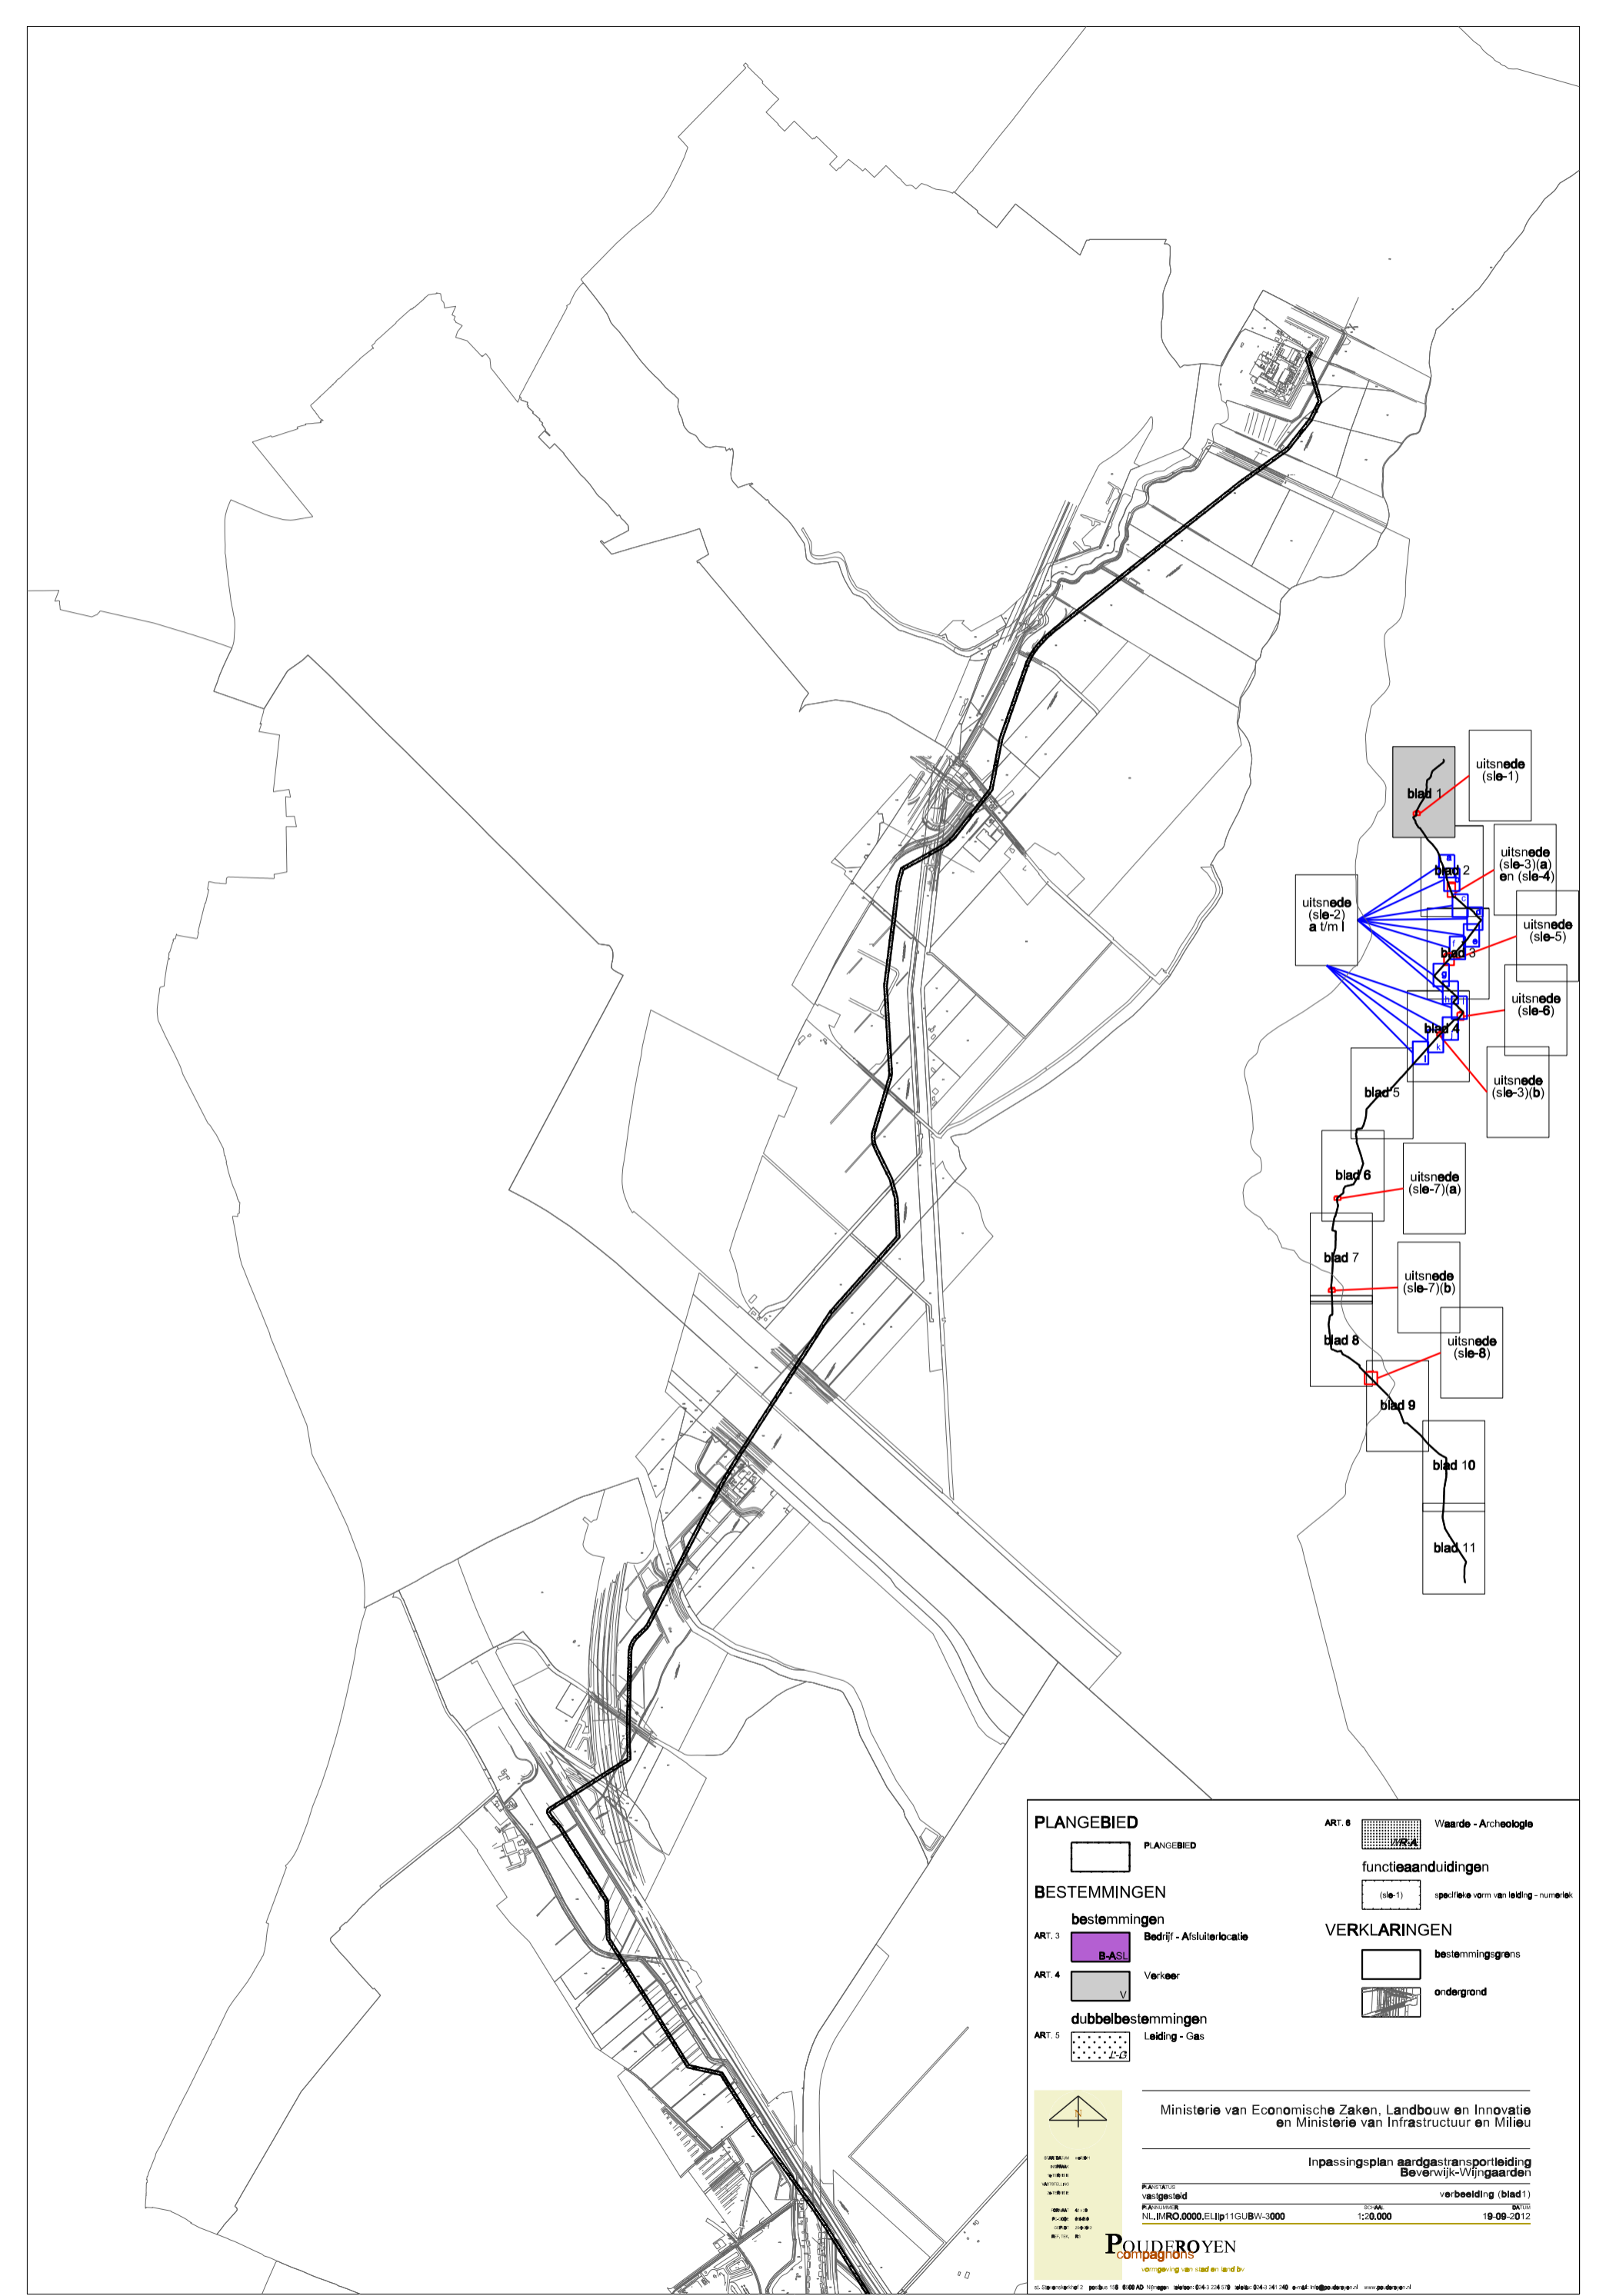 uitsnede
(sle-1)
blad 1
uitsnede
(sle-3)(a)
en (sle-4)
blad 2
uitsnede
(sle-2)
a t/m l
c
d
uitsnede
(sle-5)
e
f
blad 3
g
h
uitsnede
(sle-6)
blad 4
k
l
uitsnede
(sle-3)(b)
blad 5
blad 6
uitsnede
(sle-7)(a)
blad 7
uitsnede
(sle-7)(b)
blad 8
uitsnede
(sle-8)
blad 9
blad 10
blad 11
PLANGEBIED
PLANGEBIED
BESTEMMINGEN
bestemmingen
ART. 3
Bedrijf - Afsluiterlocatie
B-ASL
ART. 4
Verkeer
V
dubbelbestemmingen
ART. 5
Leiding - Gas
L-G
ART. 6
Waarde - Archeologie
WR-A
functieaanduidingen
(sle-1)
specifieke vorm van leiding - numeriek
VERKLARINGEN
bestemmingsgrens
ondergrond
N
Ministerie van Economische Zaken, Landbouw en Innovatie
en Ministerie van Infrastructuur en Milieu
Inpassingsplan aardgastransportleiding
Beverwijk-Wijngaarden
PLANSTATUS
vastgesteld
verbeelding (blad1)
PLANNUMMER
SCHAAL
DATUM
NL.IMRO.0000.ELIip11GUBW-3000
1:20.000
19-09-2012
POUDEROYEN
compagnons
vormgeving van stad en land bv